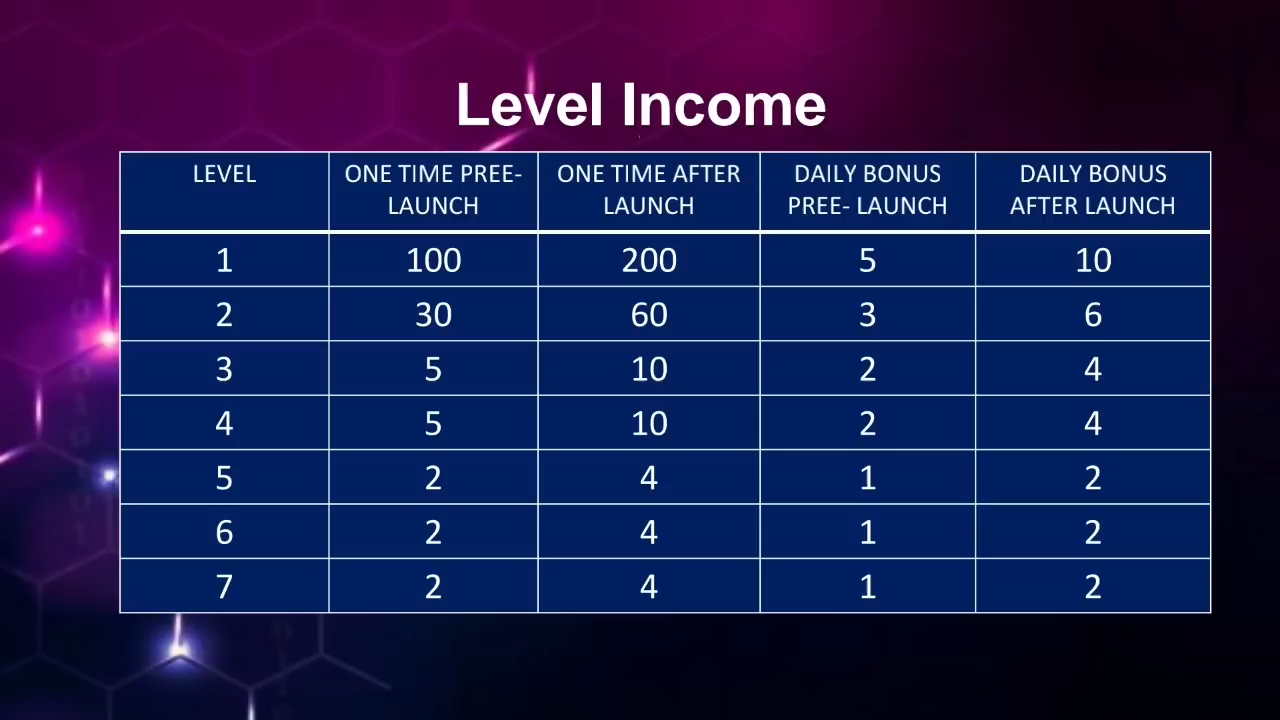 Level Income
LEVEL
ONE TIME PREE-
LAUNCH
ONE TIME AFTER
LAUNCH
DAILY BONUS
PREE- LAUNCH
DAILY BONUS
AFTER LAUNCH
1 100 200 5 10
2 30 60 3 6
3 5 10 2 4
4 5 10 2 4
5 2 4 1 2
6 2 4 1 2
7 2 4 1 2